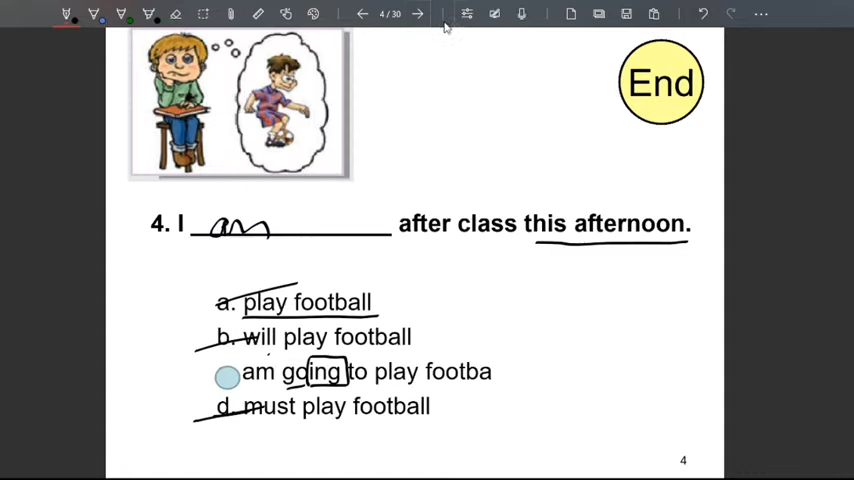 4 / 30
End
4. I am after class this afternoon.
a. play football
b. will play football
am going to play footba
d. must play football
4